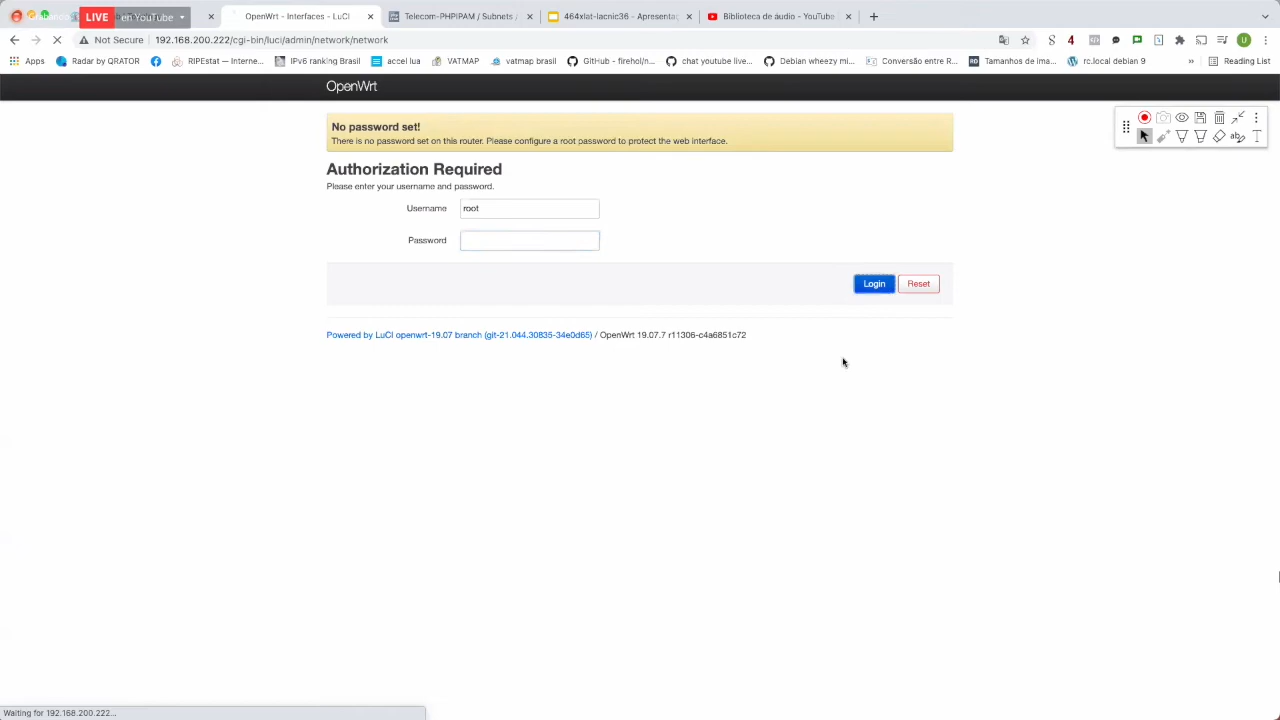 LIVE en YouTube
OpenWrt - Interfaces - LuCI
Telecom-PHPIPAM / Subnets /
464xlat-lacnic36 - Apresentaç
Biblioteca de áudio - YouTube
Not Secure 192.168.200.222/cgi-bin/luci/admin/network/network
Apps Radar by QRATOR RIPEstat — Interne... IPv6 ranking Brasil accel lua VATMAP vatmap brasil GitHub - firehol/n... chat youtube live... Debian wheezy mi... Conversão entre R... Tamanhos de ima... rc.local debian 9 » Reading List
OpenWrt
No password set!
There is no password set on this router. Please configure a root password to protect the web interface.
Authorization Required
Please enter your username and password.
Username root
Password
Login Reset
Powered by LuCI openwrt-19.07 branch (git-21.044.30835-34e0d65) / OpenWrt 19.07.7 r11306-c4a6851c72
Waiting for 192.168.200.222...